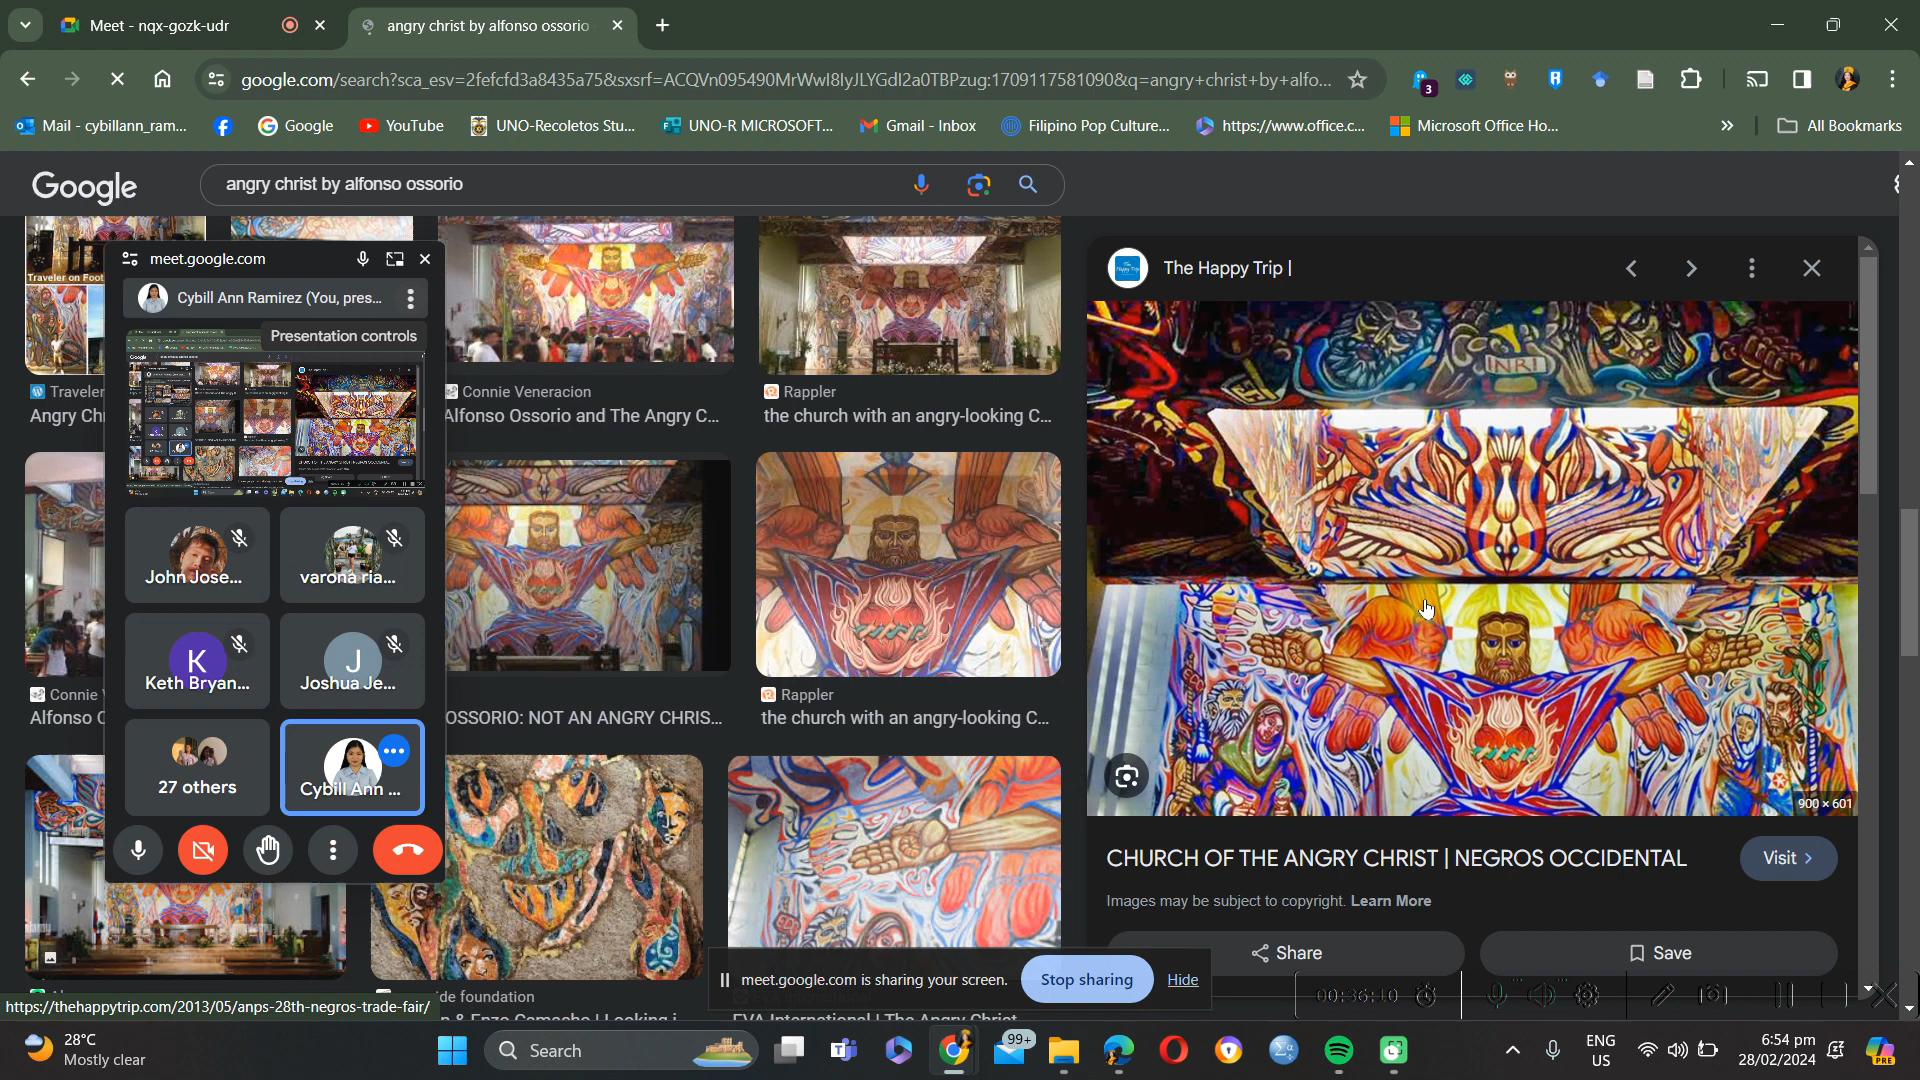 Meet - nqx-gozk-udr
angry christ by alfonso ossorio
google.com/search?sca_esv=2fefcfd3a8435a75&sxsrf=ACQVn095490MrWwI8IyJLYGdI2a0TBPzug:1709117581090&q=angry+christ+by+alfo...
3
Mail - cybillann_ram...
Google
YouTube
UNO-Recoletos Stu...
UNO-R MICROSOFT...
Gmail - Inbox
Filipino Pop Culture...
https://www.office.c...
Microsoft Office Ho...
All Bookmarks
Google
angry christ by alfonso ossorio
meet.google.com
Cybill Ann Ramirez (You, pres...
Presentation controls
Traveler on Foot
The Happy Trip |
INRI
Traveler
Connie Veneracion
Rappler
Angry Chr
Alfonso Ossorio and The Angry C...
the church with an angry-looking C...
John Jose...
varona ria...
Keth Bryan...
Joshua Je...
27 others
Cybill Ann ...
Connie V
Rappler
Alfonso O
OSSORIO: NOT AN ANGRY CHRIS...
the church with an angry-looking C...
900 × 601
CHURCH OF THE ANGRY CHRIST | NEGROS OCCIDENTAL
Visit
Images may be subject to copyright. Learn More
Share
Save
meet.google.com is sharing your screen.
Stop sharing
Hide
00:36:10
https://thehappytrip.com/2013/05/anps-28th-negros-trade-fair/
de foundation
28°C
Mostly clear
Search
99+
ENG
US
6:54 pm
28/02/2024
PRE